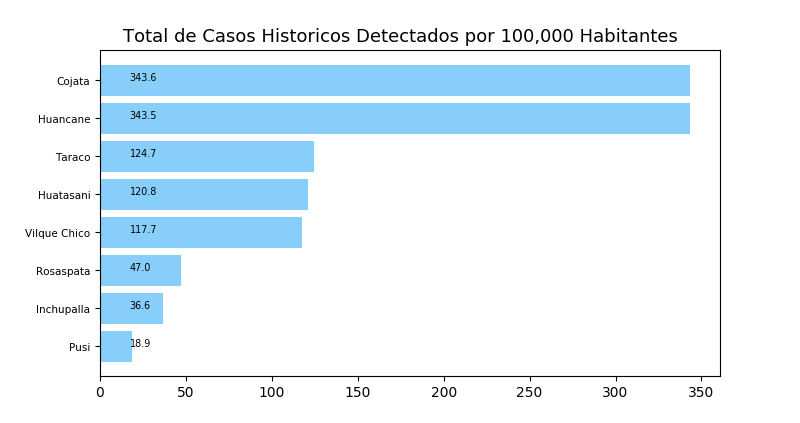 Total de Casos Historicos Detectados por 100,000 Habitantes
Cojata 343.6
Huancane 343.5
Taraco 124.7
Huatasani 120.8
Vilque Chico 117.7
Rosaspata 47.0
Inchupalla 36.6
Pusi 18.9
0 50 100 150 200 250 300 350